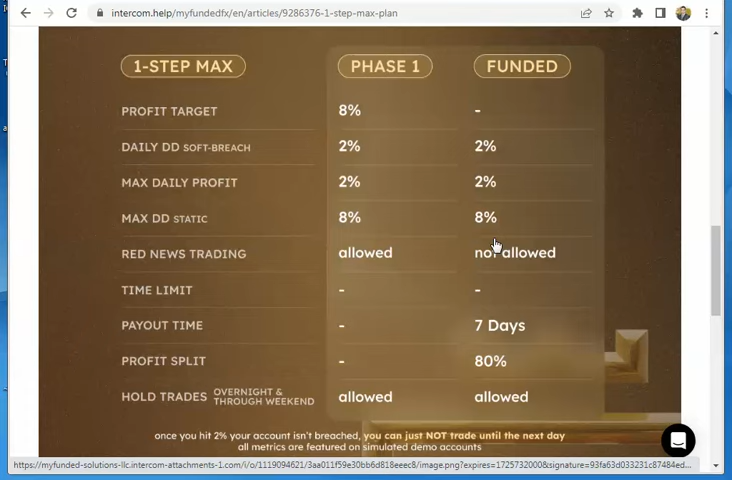 intercom.help/myfundedfx/en/articles/9286376-1-step-max-plan
1-STEP MAX PHASE 1 FUNDED
PROFIT TARGET 8% -
DAILY DD SOFT-BREACH 2% 2%
MAX DAILY PROFIT 2% 2%
MAX DD STATIC 8% 8%
RED NEWS TRADING allowed not allowed
TIME LIMIT - -
PAYOUT TIME - 7 Days
PROFIT SPLIT - 80%
HOLD TRADES OVERNIGHT & THROUGH WEEKEND allowed allowed
once you hit 2% your account isn't breached, you can just NOT trade until the next day
all metrics are featured on simulated demo accounts
https://myfunded-solutions-llc.intercom-attachments-1.com/i/o/1119094621/3aa011f59e30bb6d818eeec8/image.png?expires=1725732000&signature=93fa63d033231c87484ed...